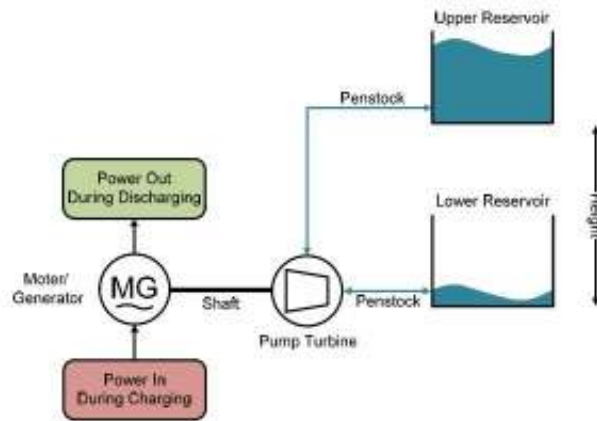 Upper Reservoir
Penstock
Power Out
During Discharging
Lower Reservoir
Height
Moter/
Generator
MG
Shaft
Penstock
Pump Turbine
Power In
During Charging